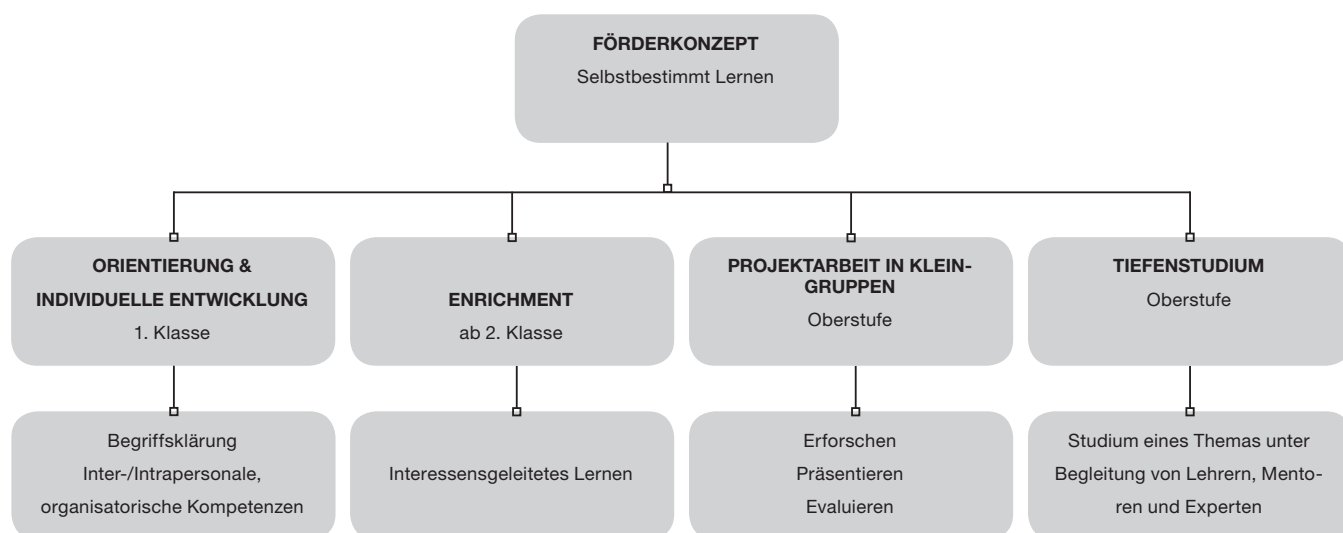 FÖRDERKONZEPT
Selbstbestimmt Lernen
ORIENTIERUNG &
INDIVIDUELLE ENTWICKLUNG
1. Klasse
ENRICHMENT
ab 2. Klasse
PROJEKTARBEIT IN KLEIN-
GRUPPEN
Oberstufe
TIEFENSTUDIUM
Oberstufe
Begriffsklärung
Inter-/Intrapersonale,
organisatorische Kompetenzen
Interessensgeleitetes Lernen
Erforschen
Präsentieren
Evaluieren
Studium eines Themas unter
Begleitung von Lehrern, Mento-
ren und Experten